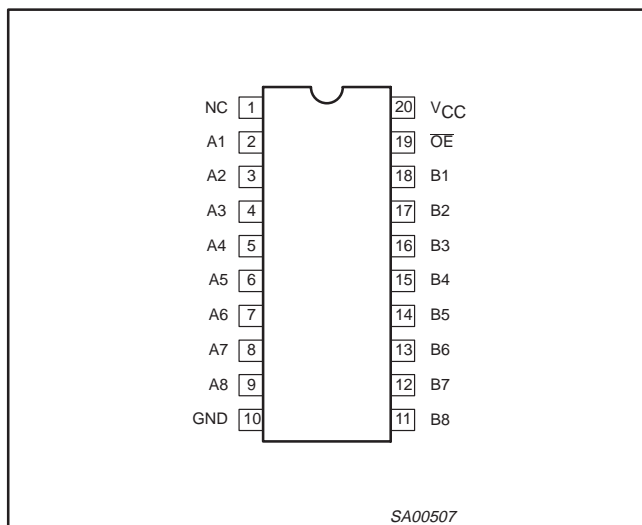 NC 1 20 VCC
A1 2 19 OE
A2 3 18 B1
A3 4 17 B2
A4 5 16 B3
A5 6 15 B4
A6 7 14 B5
A7 8 13 B6
A8 9 12 B7
GND 10 11 B8
SA00507